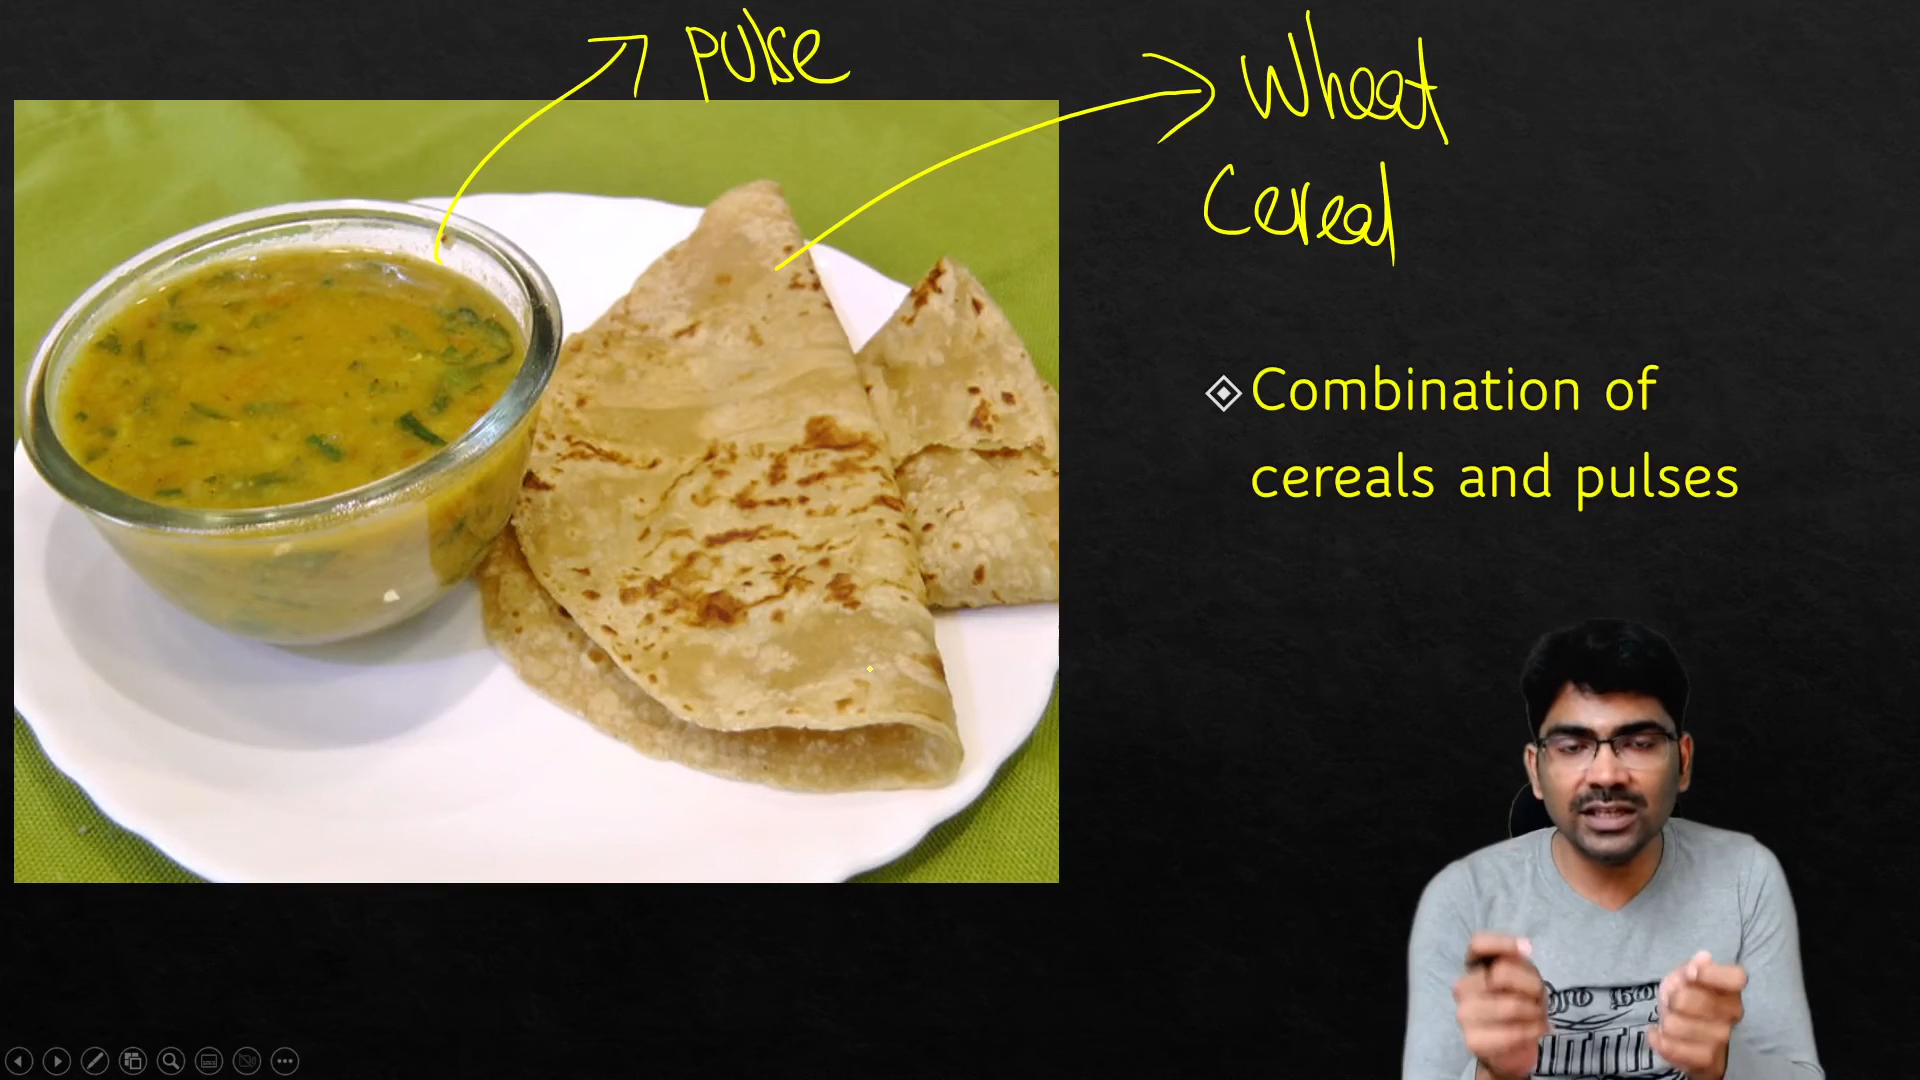 pulse
Wheat
Cereal
Combination of
cereals and pulses